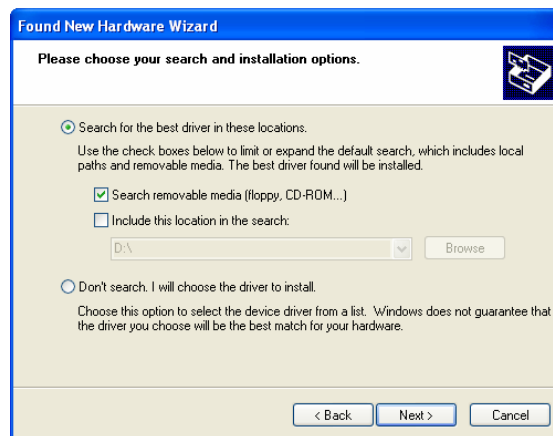 Found New Hardware Wizard
Please choose your search and installation options.
Search for the best driver in these locations.
Use the check boxes below to limit or expand the default search, which includes local
paths and removable media. The best driver found will be installed.
Search removable media (floppy, CD-ROM...)
Include this location in the search:
D:\
Browse
Don't search. I will choose the driver to install.
Choose this option to select the device driver from a list. Windows does not guarantee that
the driver you choose will be the best match for your hardware.
< Back
Next >
Cancel